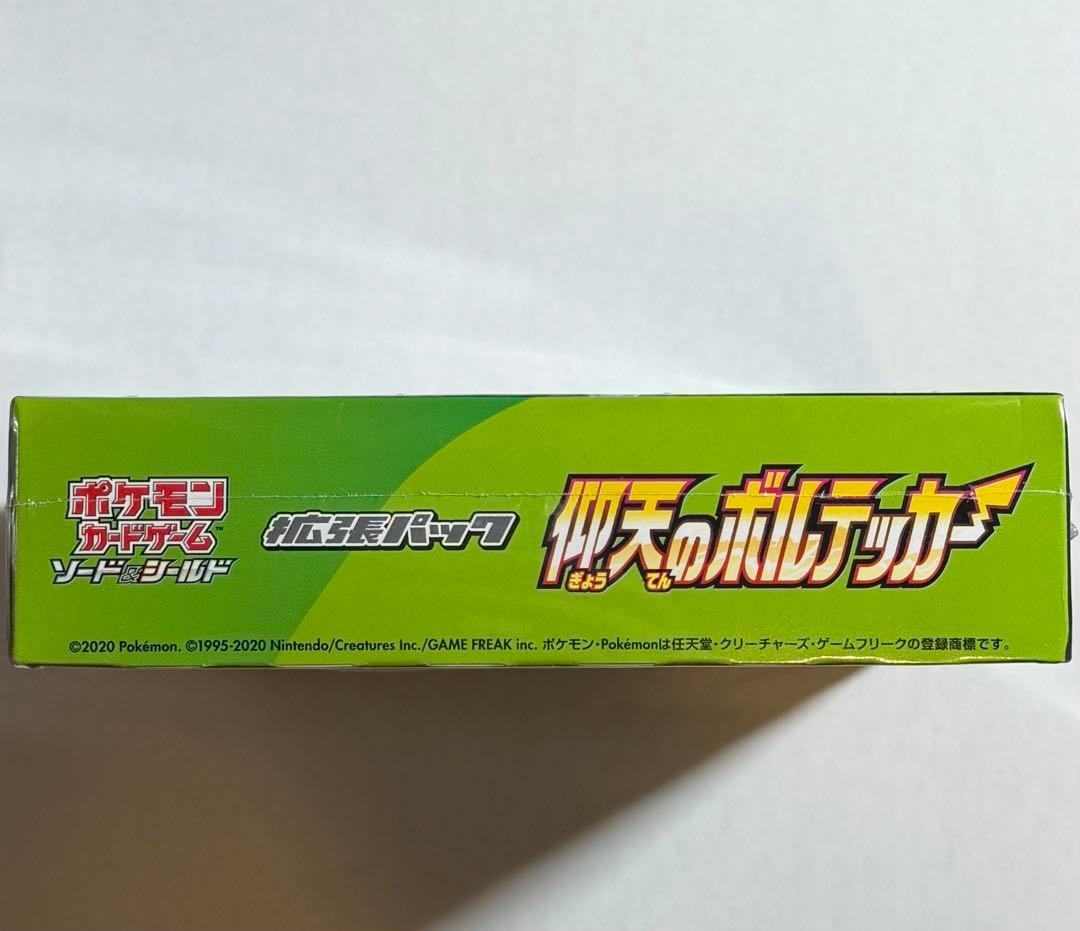 ポケモン
カードゲーム™
ソード&シールド
拡張パック
仰天のボルテッカー
ぎょう てん
©2020 Pokémon. ©1995-2020 Nintendo/Creatures Inc./GAME FREAK inc. ポケモン・Pokémonは任天堂・クリーチャーズ・ゲームフリークの登録商標です。